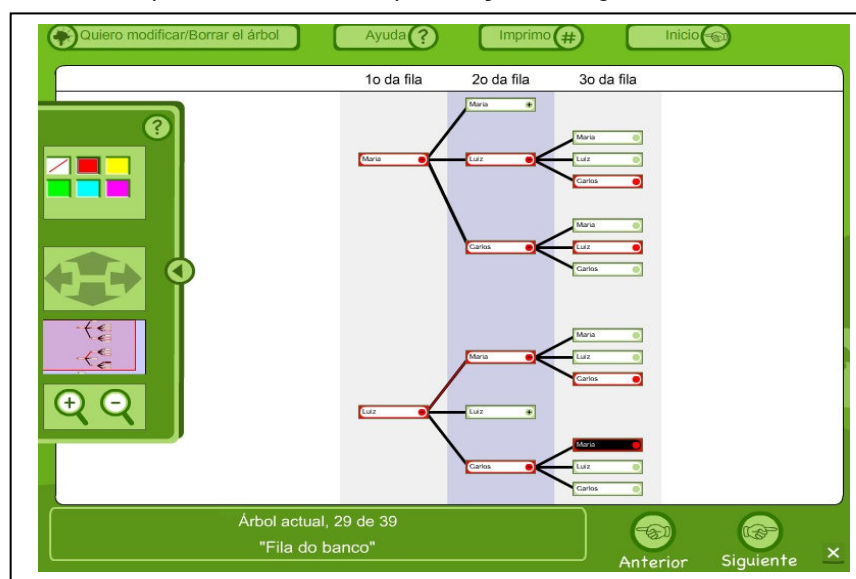 Quiero modificar/Borrar el árbol
Ayuda ?
Imprimo #
Inicio
1o da fila 2o da fila 3o da fila
?
Maria +
Maria
Maria
Luiz
Luiz
Carlos
Maria
Carlos
Luiz
Carlos
Maria
Maria
Luiz
Carlos
Luiz
Luiz +
Maria
Carlos
Luiz
Carlos
Árbol actual, 29 de 39
"Fila do banco"
Anterior
Siguiente